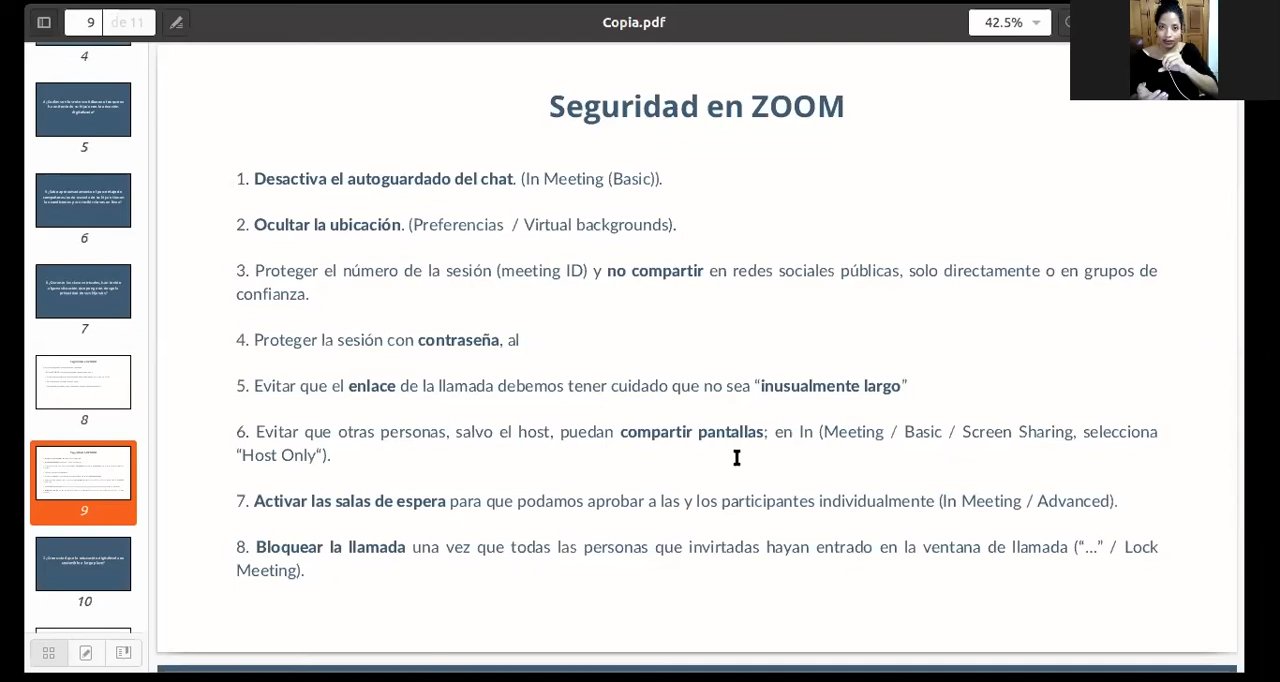 9 de 11
Copia.pdf
42.5%
4
5
6
7
8
9
10
Seguridad en ZOOM
1. Desactiva el autoguardado del chat. (In Meeting (Basic)).
2. Ocultar la ubicación. (Preferencias / Virtual backgrounds).
3. Proteger el número de la sesión (meeting ID) y no compartir en redes sociales públicas, solo directamente o en grupos de
confianza.
4. Proteger la sesión con contraseña, al
5. Evitar que el enlace de la llamada debemos tener cuidado que no sea “inusualmente largo”
6. Evitar que otras personas, salvo el host, puedan compartir pantallas; en In (Meeting / Basic / Screen Sharing, selecciona
“Host Only“).
7. Activar las salas de espera para que podamos aprobar a las y los participantes individualmente (In Meeting / Advanced).
8. Bloquear la llamada una vez que todas las personas que invirtadas hayan entrado en la ventana de llamada (“...” / Lock
Meeting).